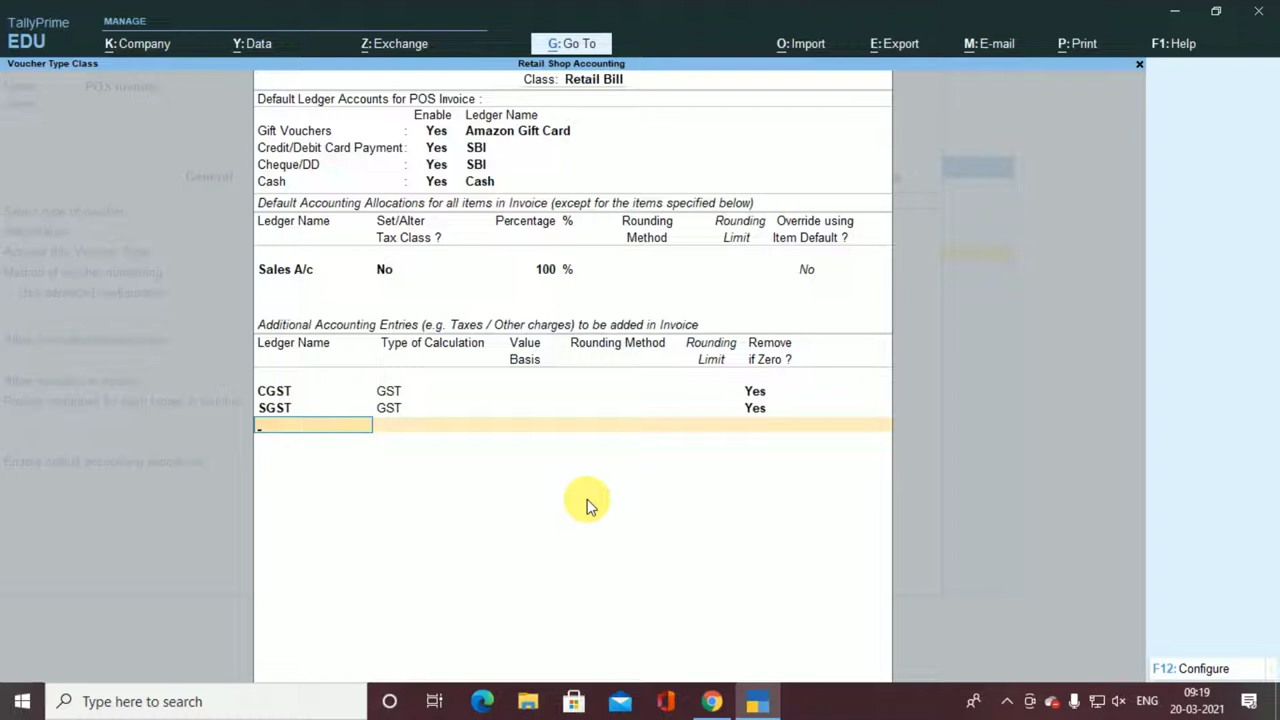 TallyPrime
EDU
MANAGE
K: Company
Y: Data
Z: Exchange
G: Go To
O: Import
E: Export
M: E-mail
P: Print
F1: Help
Voucher Type Class
Retail Shop Accounting
Class: Retail Bill
Default Ledger Accounts for POS Invoice :
Enable Ledger Name
Gift Vouchers : Yes Amazon Gift Card
Credit/Debit Card Payment : Yes SBI
Cheque/DD : Yes SBI
Cash : Yes Cash
Default Accounting Allocations for all items in Invoice (except for the items specified below)
Ledger Name Set/Alter Percentage % Rounding Rounding Override using
Tax Class ? Method Limit Item Default ?
Sales A/c No 100 % No
Additional Accounting Entries (e.g. Taxes / Other charges) to be added in Invoice
Ledger Name Type of Calculation Value Rounding Method Rounding Remove
Basis Limit if Zero ?
CGST GST Yes
SGST GST Yes
General
F12: Configure
Type here to search
ENG
09:19
20-03-2021